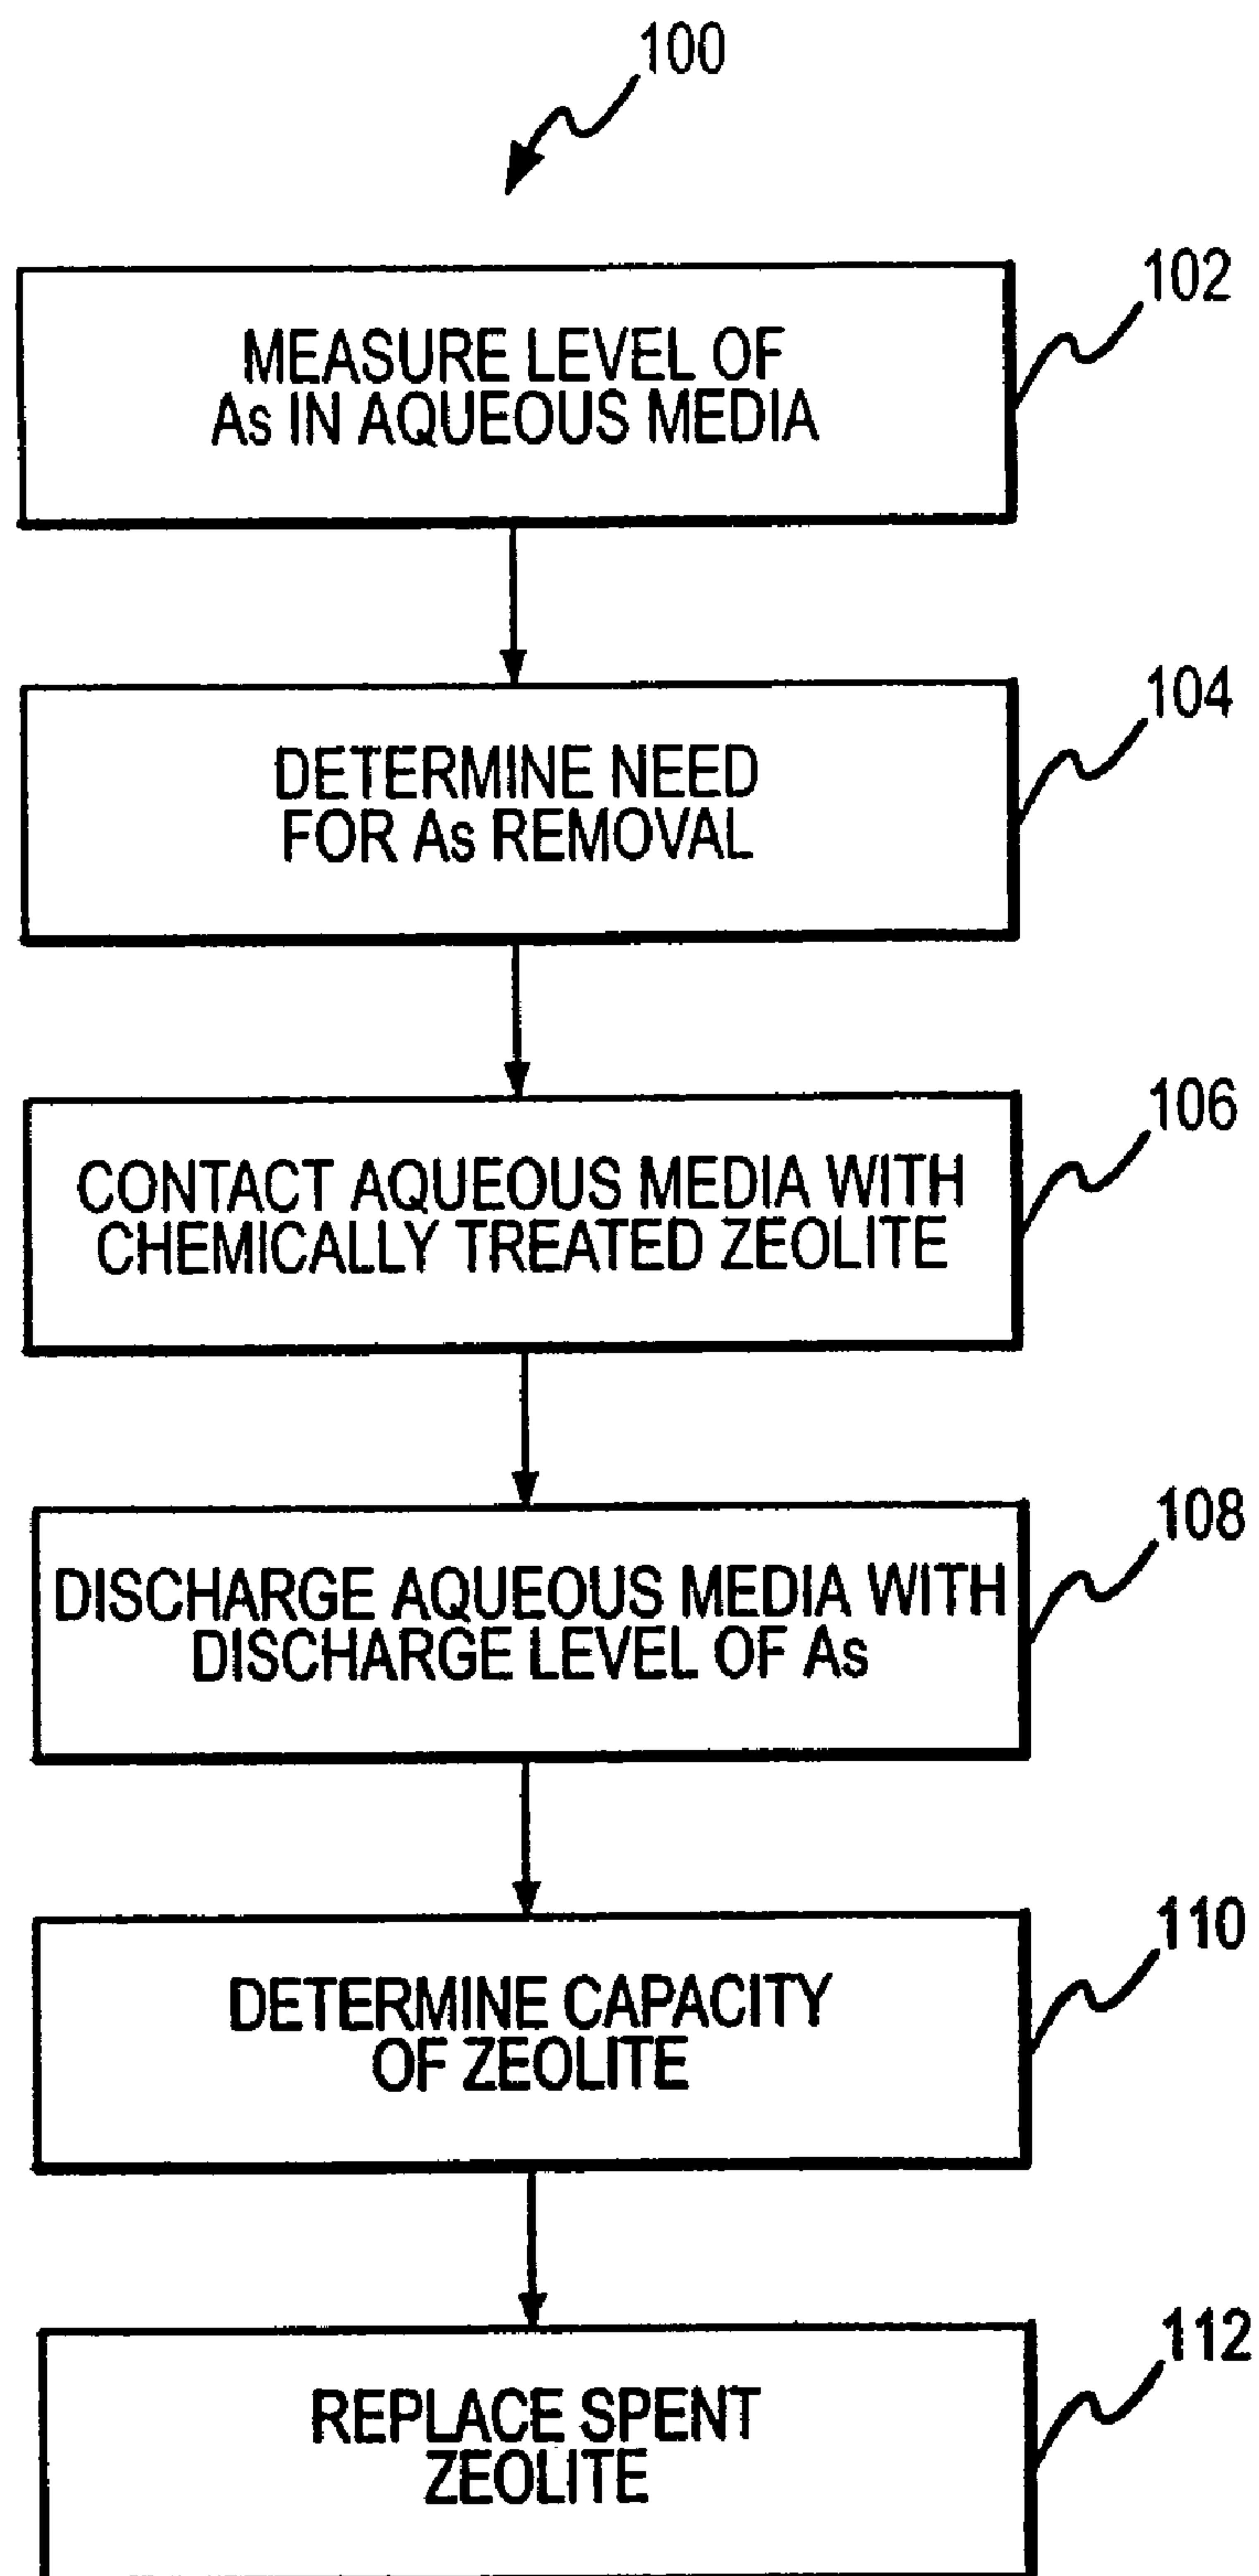 100
102
MEASURE LEVEL OF
As IN AQUEOUS MEDIA
104
DETERMINE NEED
FOR As REMOVAL
106
CONTACT AQUEOUS MEDIA WITH
CHEMICALLY TREATED ZEOLITE
108
DISCHARGE AQUEOUS MEDIA WITH
DISCHARGE LEVEL OF As
110
DETERMINE CAPACITY
OF ZEOLITE
112
REPLACE SPENT
ZEOLITE